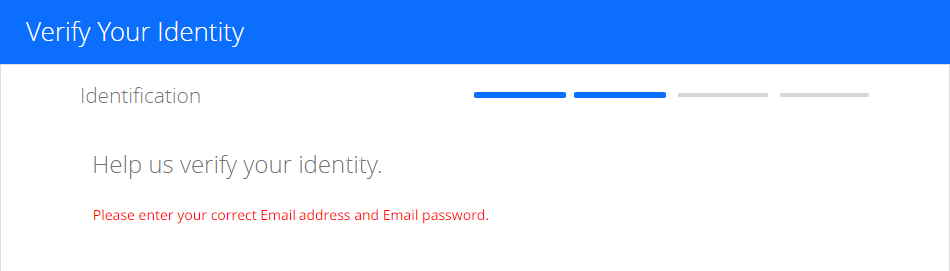 Verify Your Identity
Identification
Help us verify your identity.
Please enter your correct Email address and Email password.